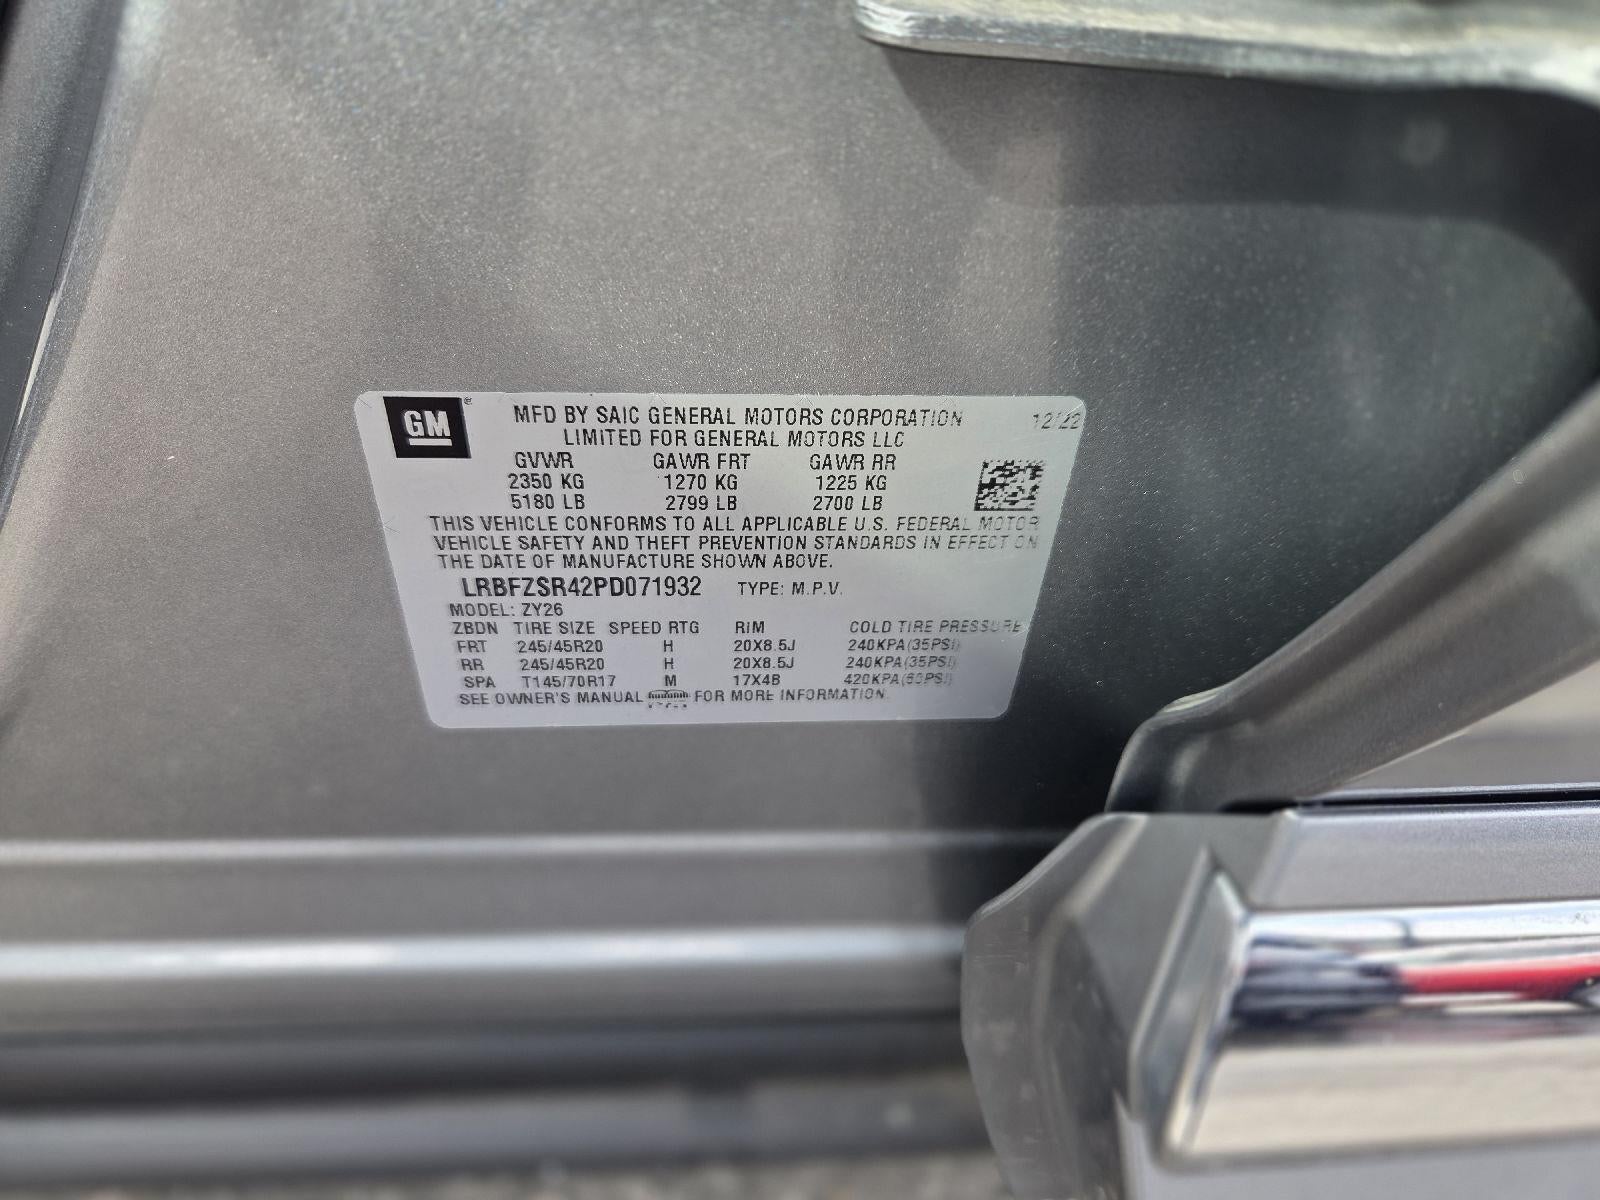 GM ® MFD BY SAIC GENERAL MOTORS CORPORATION 12/22
LIMITED FOR GENERAL MOTORS LLC
GVWR GAWR FRT GAWR RR
2350 KG 1270 KG 1225 KG
5180 LB 2799 LB 2700 LB
THIS VEHICLE CONFORMS TO ALL APPLICABLE U.S. FEDERAL MOTOR
VEHICLE SAFETY AND THEFT PREVENTION STANDARDS IN EFFECT ON
THE DATE OF MANUFACTURE SHOWN ABOVE.
LRBFZSR42PD071932 TYPE: M.P.V.
MODEL: ZY26
ZBDN TIRE SIZE SPEED RTG RIM COLD TIRE PRESSURE
FRT 245/45R20 H 20X8.5J 240KPA(35PSI)
RR 245/45R20 H 20X8.5J 240KPA(35PSI)
SPA T145/70R17 M 17X4B 420KPA(60PSI)
SEE OWNER'S MANUAL FOR MORE INFORMATION.